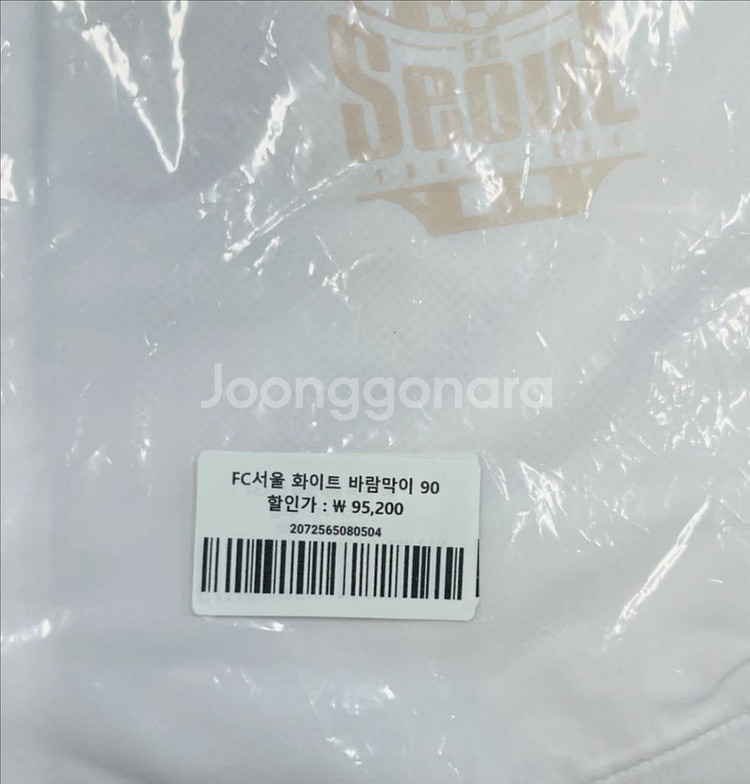 FC
Seoul
Joonggonara
FC서울 화이트 바람막이 90
할인가 : ₩ 95,200
2072565080504